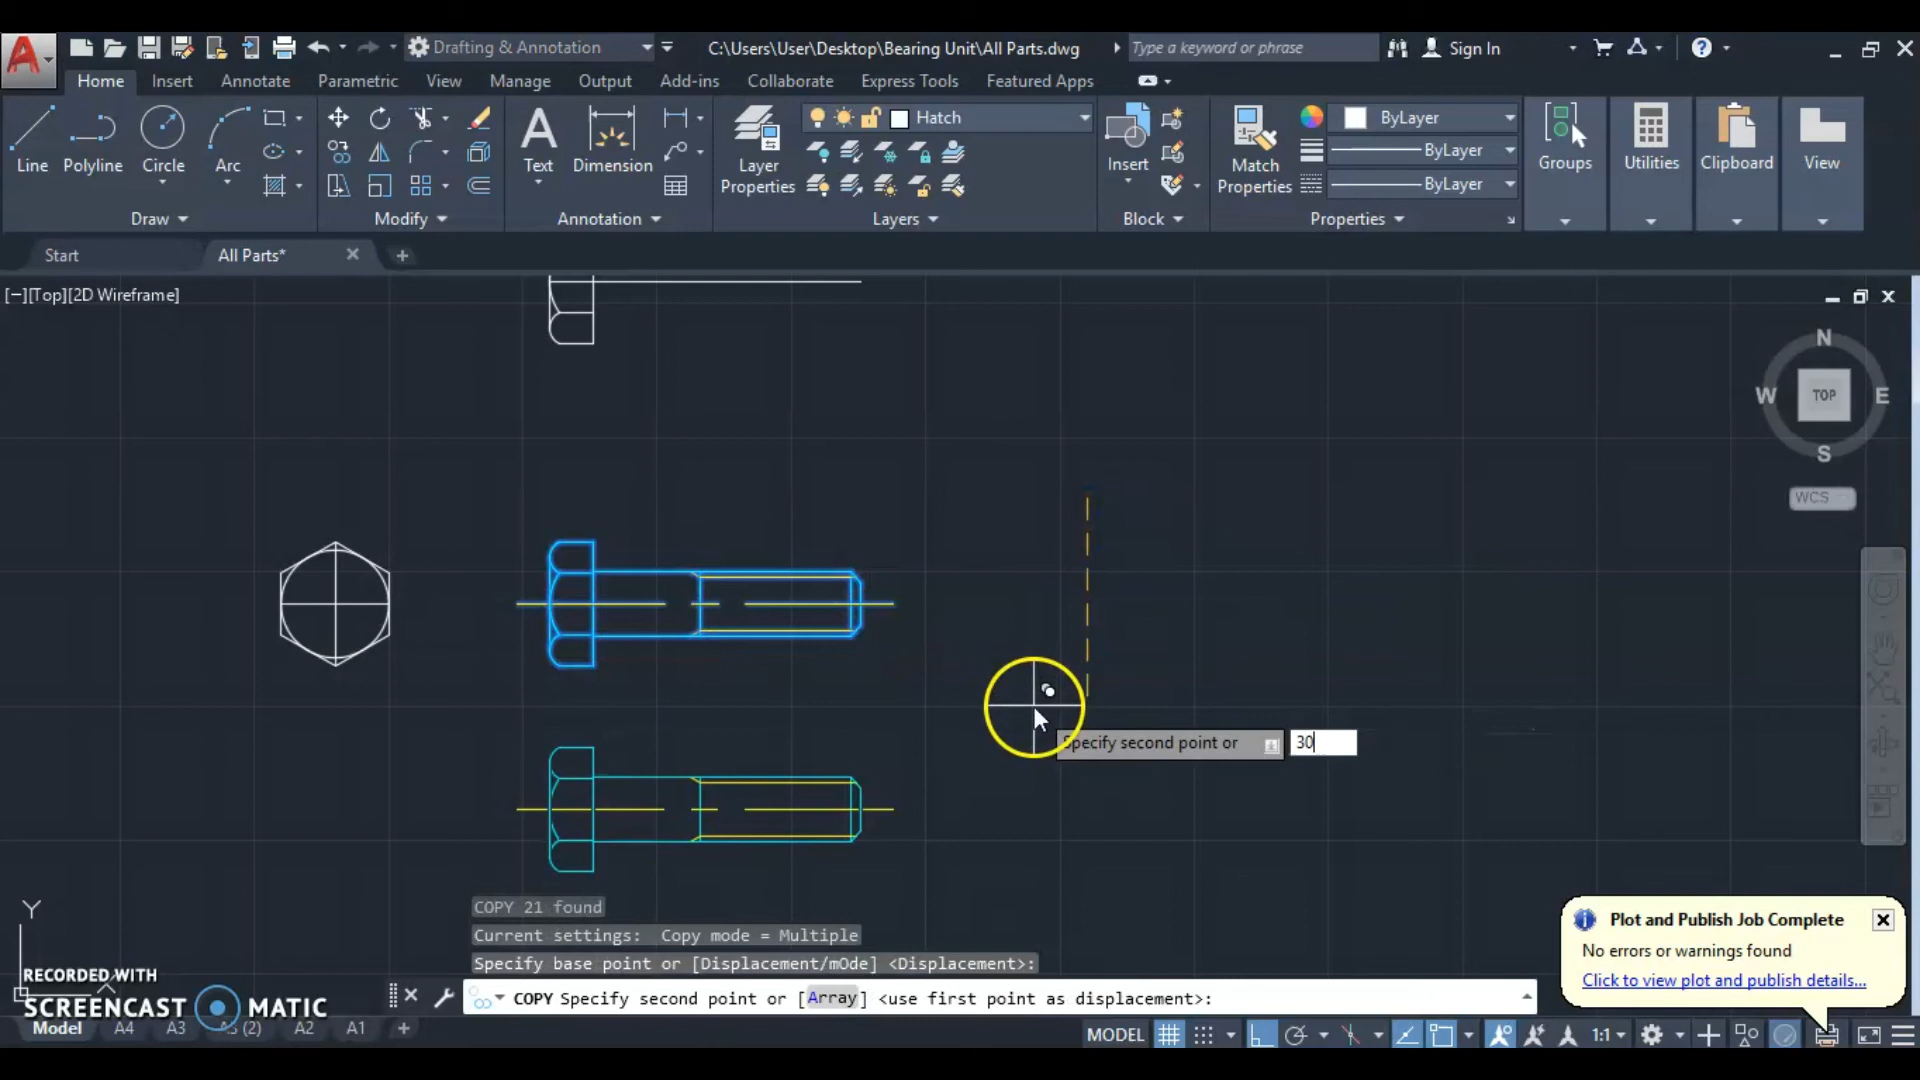 A
Drafting & Annotation
C:\Users\User\Desktop\Bearing Unit\All Parts.dwg
Type a keyword or phrase
Sign In
?
Home Insert Annotate Parametric View Manage Output Add-ins Collaborate Express Tools Featured Apps
Hatch
ByLayer
ByLayer
ByLayer
Line Polyline Circle Arc
A Text Dimension
Layer Properties
Insert
Match Properties
Groups Utilities Clipboard View
Draw Modify Annotation Layers Block Properties
Start All Parts*
[−][Top][2D Wireframe]
N
W TOP E
S
WCS
Specify second point or 30
COPY 21 found
Current settings:  Copy mode = Multiple
Specify base point or [Displacement/mOde] <Displacement>:
COPY Specify second point or [Array] <use first point as displacement>:
Y
RECORDED WITH
SCREENCAST MATIC
Plot and Publish Job Complete
No errors or warnings found
Click to view plot and publish details...
Model A4 A3 (2) A2 A1 +
MODEL 1:1